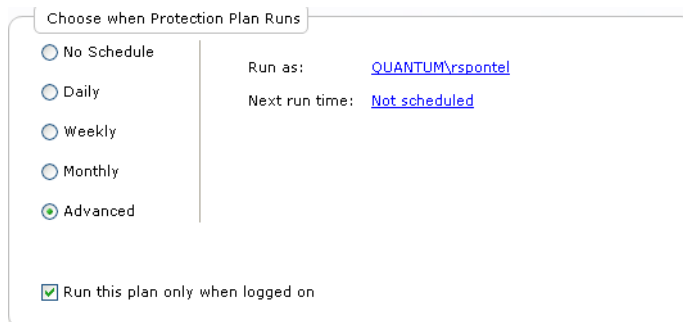 Choose when Protection Plan Runs
No Schedule
Daily
Weekly
Monthly
Advanced
Run as: QUANTUM\rspontel
Next run time: Not scheduled
Run this plan only when logged on